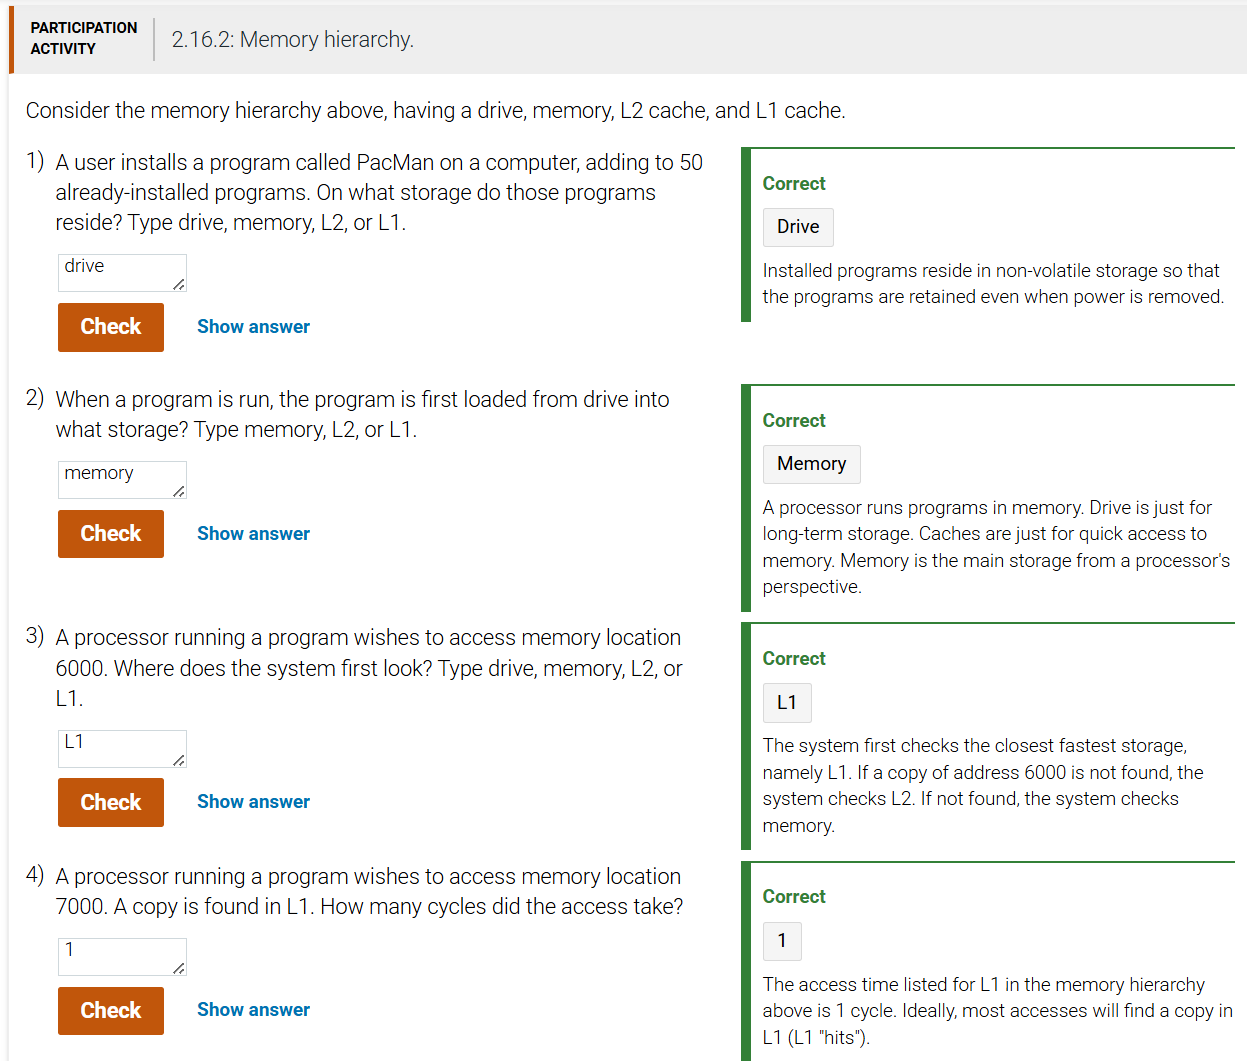 PARTICIPATION
ACTIVITY
2.16.2: Memory hierarchy.
Consider the memory hierarchy above, having a drive, memory, L2 cache, and L1 cache.
1) A user installs a program called PacMan on a computer, adding to 50
already-installed programs. On what storage do those programs
reside? Type drive, memory, L2, or L1.
drive
Check
Show answer
Correct
Drive
Installed programs reside in non-volatile storage so that
the programs are retained even when power is removed.
2) When a program is run, the program is first loaded from drive into
what storage? Type memory, L2, or L1.
memory
Check
Show answer
Correct
Memory
A processor runs programs in memory. Drive is just for
long-term storage. Caches are just for quick access to
memory. Memory is the main storage from a processor's
perspective.
3) A processor running a program wishes to access memory location
6000. Where does the system first look? Type drive, memory, L2, or
L1.
L1
Check
Show answer
Correct
L1
The system first checks the closest fastest storage,
namely L1. If a copy of address 6000 is not found, the
system checks L2. If not found, the system checks
memory.
4) A processor running a program wishes to access memory location
7000. A copy is found in L1. How many cycles did the access take?
1
Check
Show answer
Correct
1
The access time listed for L1 in the memory hierarchy
above is 1 cycle. Ideally, most accesses will find a copy in
L1 (L1 "hits").